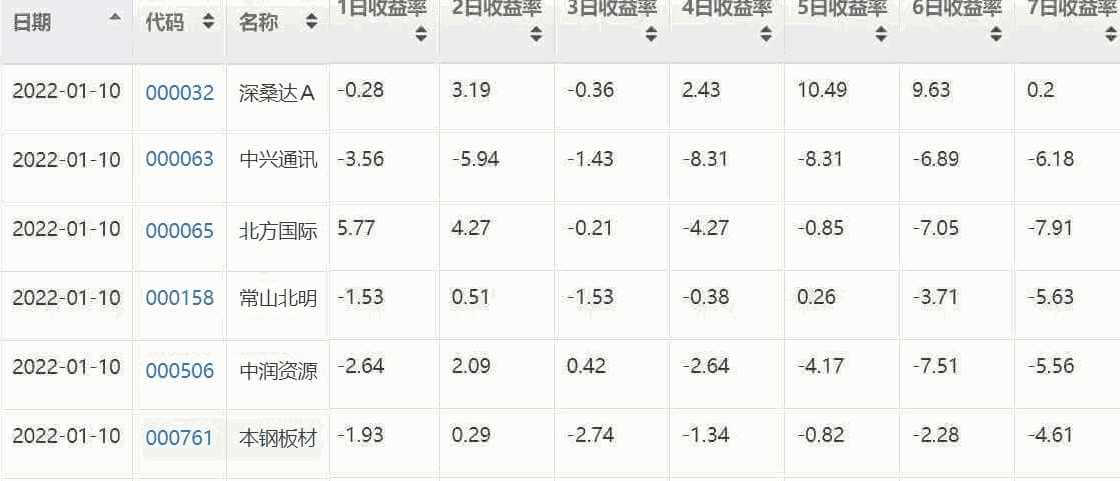 日期 代码 名称 1日收益率 2日收益率 3日收益率 4日收益率 5日收益率 6日收益率 7日收益率
2022-01-10 000032 深桑达A -0.28 3.19 -0.36 2.43 10.49 9.63 0.2
2022-01-10 000063 中兴通讯 -3.56 -5.94 -1.43 -8.31 -8.31 -6.89 -6.18
2022-01-10 000065 北方国际 5.77 4.27 -0.21 -4.27 -0.85 -7.05 -7.91
2022-01-10 000158 常山北明 -1.53 0.51 -1.53 -0.38 0.26 -3.71 -5.63
2022-01-10 000506 中润资源 -2.64 2.09 0.42 -2.64 -4.17 -7.51 -5.56
2022-01-10 000761 本钢板材 -1.93 0.29 -2.74 -1.34 -0.82 -2.28 -4.61